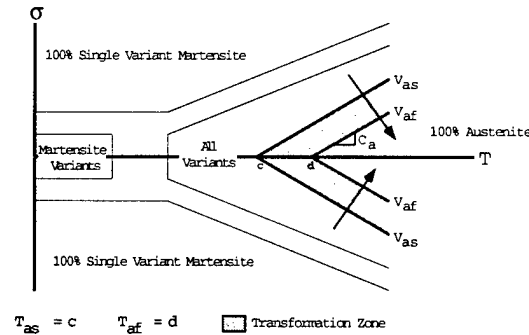 σ
100% Single Variant Martensite
V_as
V_af
Martensite
Variants
All
Variants
C_a
100% Austenite
c
d
T
V_af
V_as
100% Single Variant Martensite
T_as = c
T_af = d
Transformation Zone